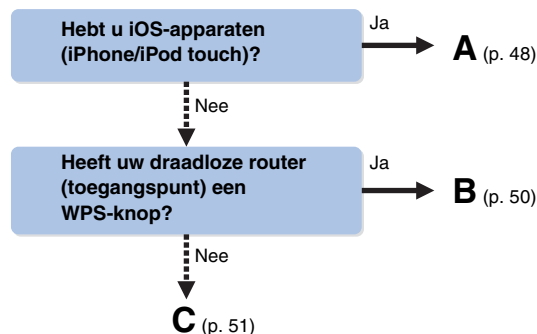 Hebt u iOS-apparaten
(iPhone/iPod touch)?
Ja
A (p. 48)
Nee
Heeft uw draadloze router
(toegangspunt) een
WPS-knop?
Ja
B (p. 50)
Nee
C (p. 51)